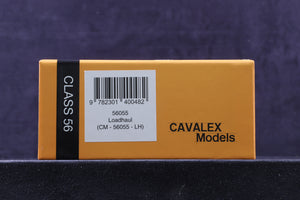 CLASS 56
9 782301 400482
56055
Loadhaul
(CM - 56055 - LH)
CAVALEX
Models